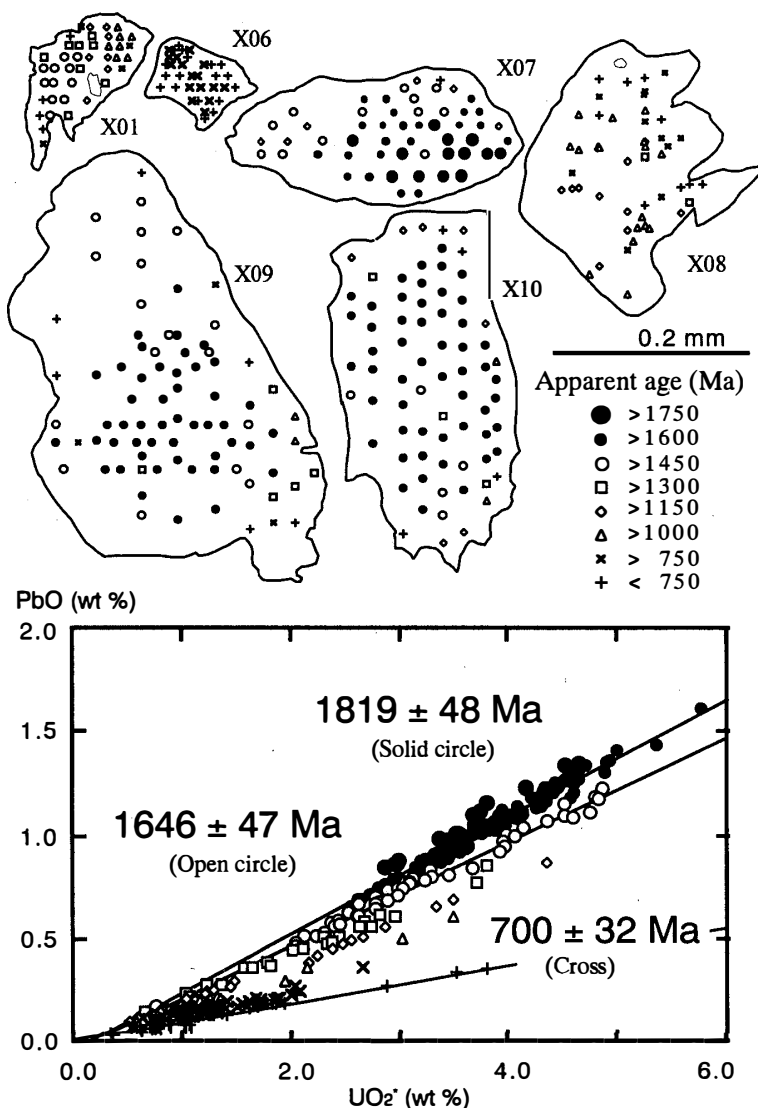 X06
X07
X01
X08
X09
X10
0.2 mm
Apparent age (Ma)
>1750
>1600
>1450
>1300
>1150
>1000
> 750
< 750
PbO (wt %)
2.0
1819 ± 48 Ma
(Solid circle)
1.5
1646 ± 47 Ma
(Open circle)
1.0
700 ± 32 Ma
(Cross)
0.5
0.0
0.0 2.0 4.0 6.0
UO₂* (wt %)